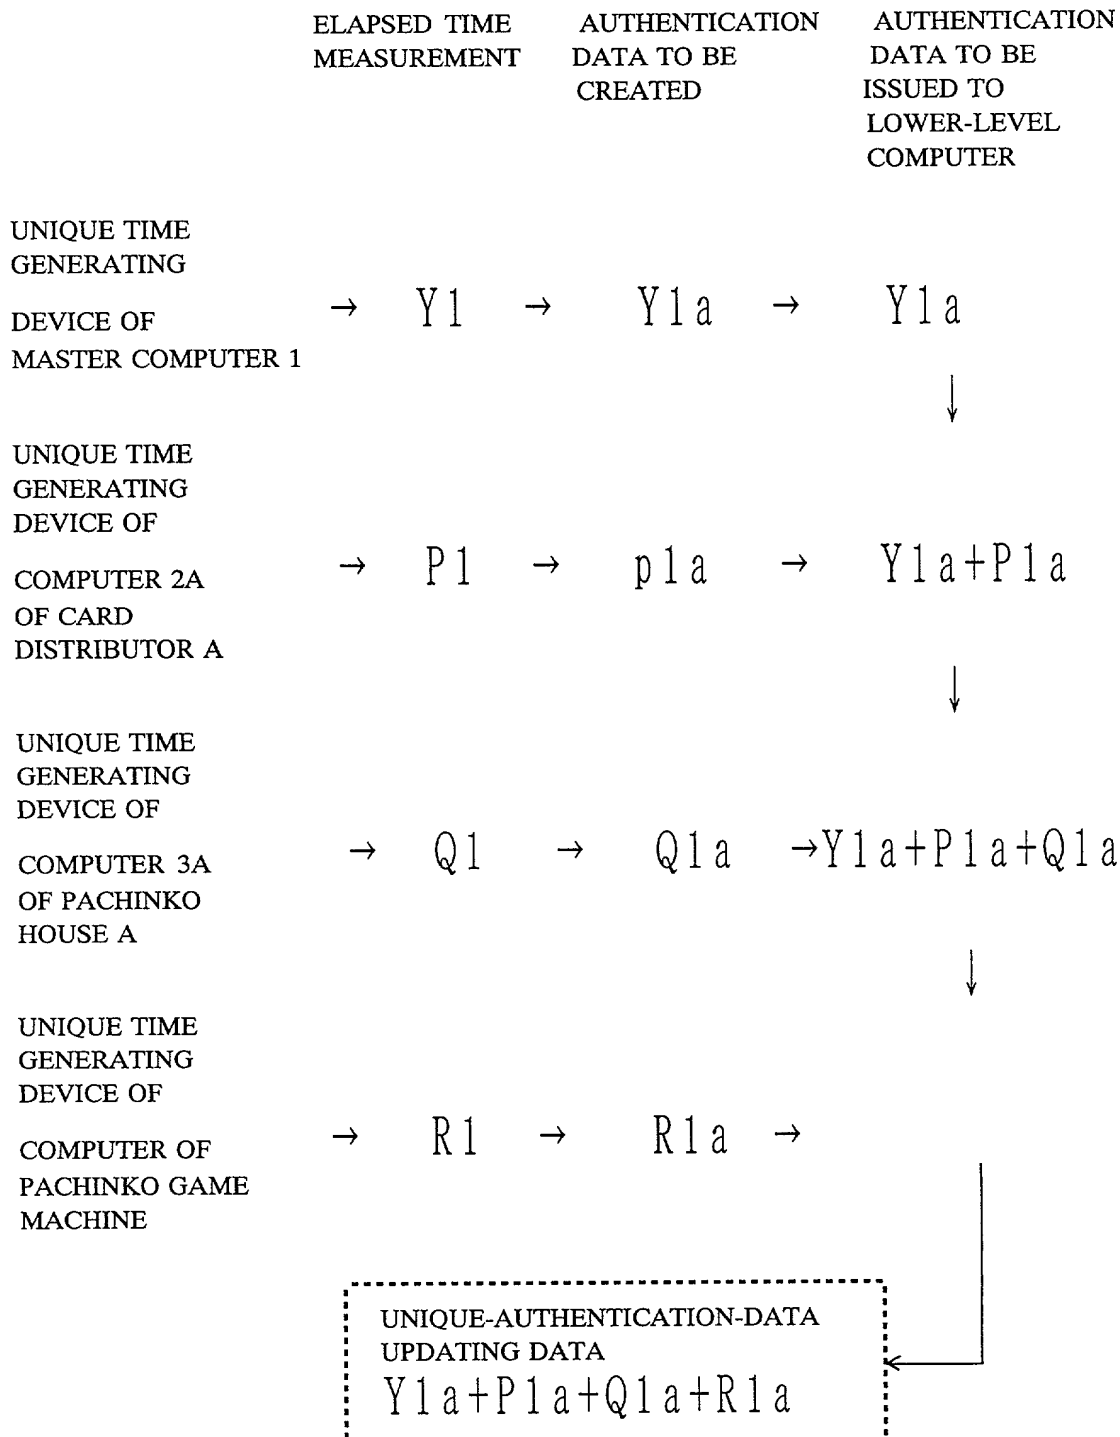 ELAPSED TIME AUTHENTICATION AUTHENTICATION
MEASUREMENT DATA TO BE DATA TO BE
CREATED ISSUED TO
LOWER-LEVEL
COMPUTER
UNIQUE TIME
GENERATING
DEVICE OF
MASTER COMPUTER 1
→ Y1 → Y1a → Y1a
↓
UNIQUE TIME
GENERATING
DEVICE OF
COMPUTER 2A
OF CARD
DISTRIBUTOR A
→ P1 → p1a → Y1a+P1a
↓
UNIQUE TIME
GENERATING
DEVICE OF
COMPUTER 3A
OF PACHINKO
HOUSE A
→ Q1 → Q1a →Y1a+P1a+Q1a
↓
UNIQUE TIME
GENERATING
DEVICE OF
COMPUTER OF
PACHINKO GAME
MACHINE
→ R1 → R1a →
UNIQUE-AUTHENTICATION-DATA
UPDATING DATA
Y1a+P1a+Q1a+R1a